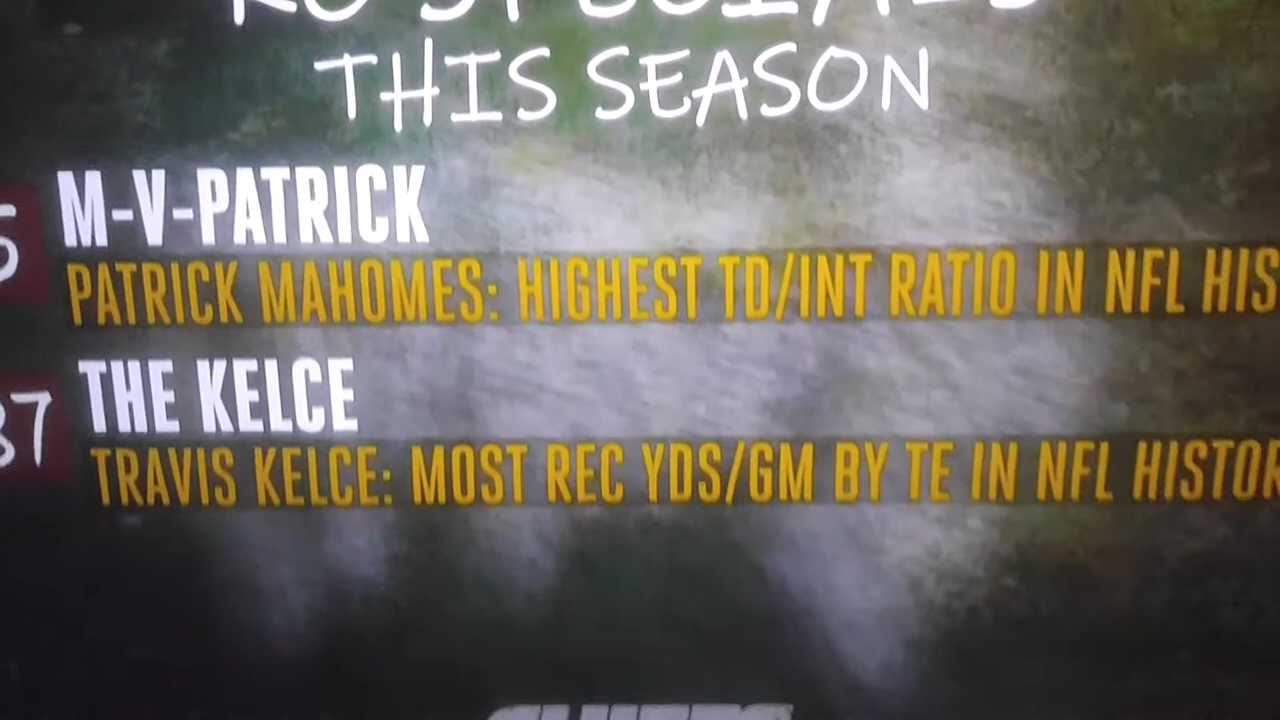 THIS SEASON
M-V-PATRICK
PATRICK MAHOMES: HIGHEST TD/INT RATIO IN NFL HIS
87 THE KELCE
TRAVIS KELCE: MOST REC YDS/GM BY TE IN NFL HISTOR